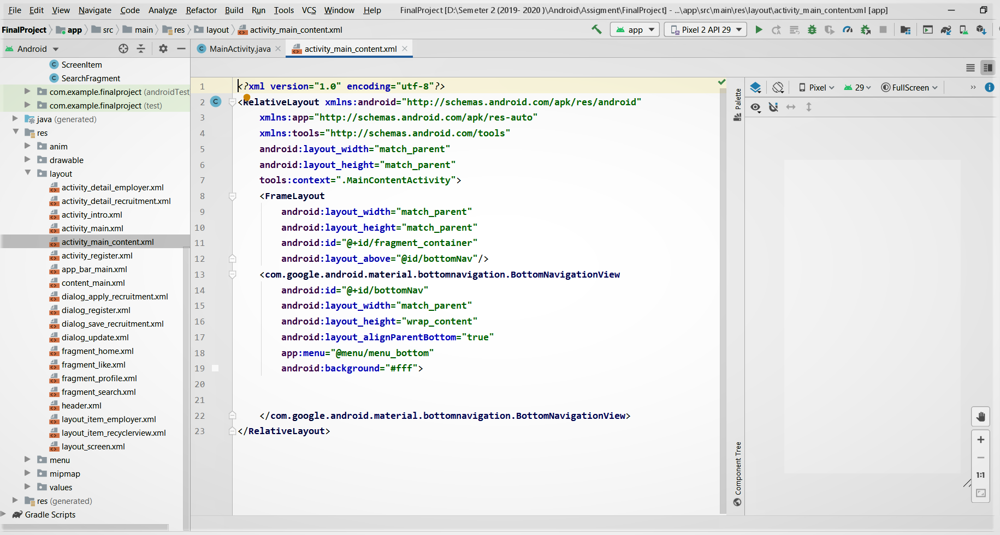 File Edit View Navigate Code Analyze Refactor Build Run Tools VCS Window Help FinalProject [D:\Semeter 2 (2019- 2020 )\Android\Assigment\FinalProject] - ...\app\src\main\res\layout\activity_main_content.xml [app]
FinalProject app src main res layout activity_main_content.xml app Pixel 2 API 29
Android MainActivity.java activity_main_content.xml
ScreenItem
SearchFragment
com.example.finalproject (androidTest
com.example.finalproject (test)
java (generated)
res
anim
drawable
layout
activity_detail_employer.xml
activity_detail_recruitment.xml
activity_intro.xml
activity_main.xml
activity_main_content.xml
activity_register.xml
app_bar_main.xml
content_main.xml
dialog_apply_recruitment.xml
dialog_register.xml
dialog_save_recruitment.xml
dialog_update.xml
fragment_home.xml
fragment_like.xml
fragment_profile.xml
fragment_search.xml
header.xml
layout_item_employer.xml
layout_item_recyclerview.xml
layout_screen.xml
menu
mipmap
values
res (generated)
Gradle Scripts
1 <?xml version="1.0" encoding="utf-8"?>
2 <RelativeLayout xmlns:android="http://schemas.android.com/apk/res/android"
3 xmlns:app="http://schemas.android.com/apk/res-auto"
4 xmlns:tools="http://schemas.android.com/tools"
5 android:layout_width="match_parent"
6 android:layout_height="match_parent"
7 tools:context=".MainContentActivity">
8 <FrameLayout
9 android:layout_width="match_parent"
10 android:layout_height="match_parent"
11 android:id="@+id/fragment_container"
12 android:layout_above="@id/bottomNav"/>
13 <com.google.android.material.bottomnavigation.BottomNavigationView
14 android:id="@+id/bottomNav"
15 android:layout_width="match_parent"
16 android:layout_height="wrap_content"
17 android:layout_alignParentBottom="true"
18 app:menu="@menu/menu_bottom"
19 android:background="#fff">
20
21
22 </com.google.android.material.bottomnavigation.BottomNavigationView>
23 </RelativeLayout>
Palette
Component Tree
Pixel 29 FullScreen
1:1